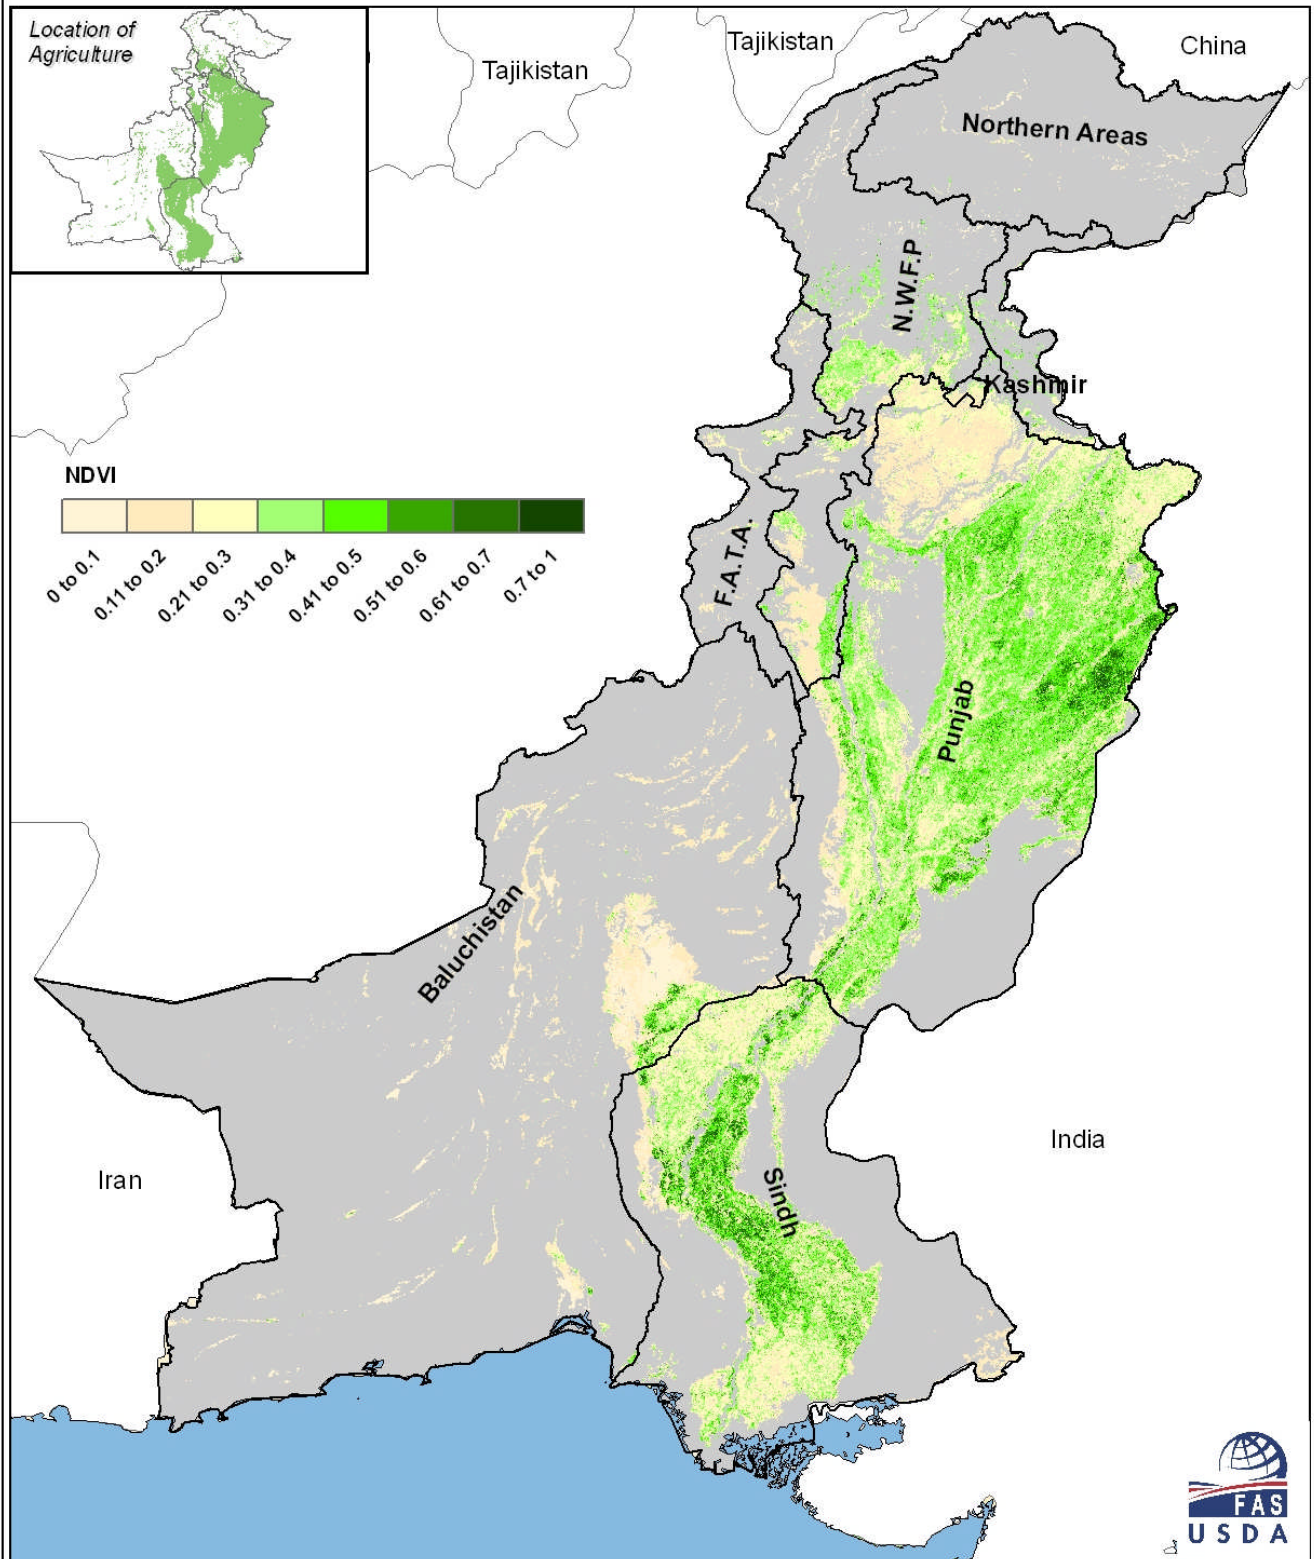 Location of
Agriculture
Tajikistan
Tajikistan
China
Northern Areas
N.W.F.P
Kashmir
NDVI
0 to 0.1
0.11 to 0.2
0.21 to 0.3
0.31 to 0.4
0.41 to 0.5
0.51 to 0.6
0.61 to 0.7
0.7 to 1
F.A.T.A.
Punjab
Baluchistan
Sindh
India
Iran
FAS
USDA